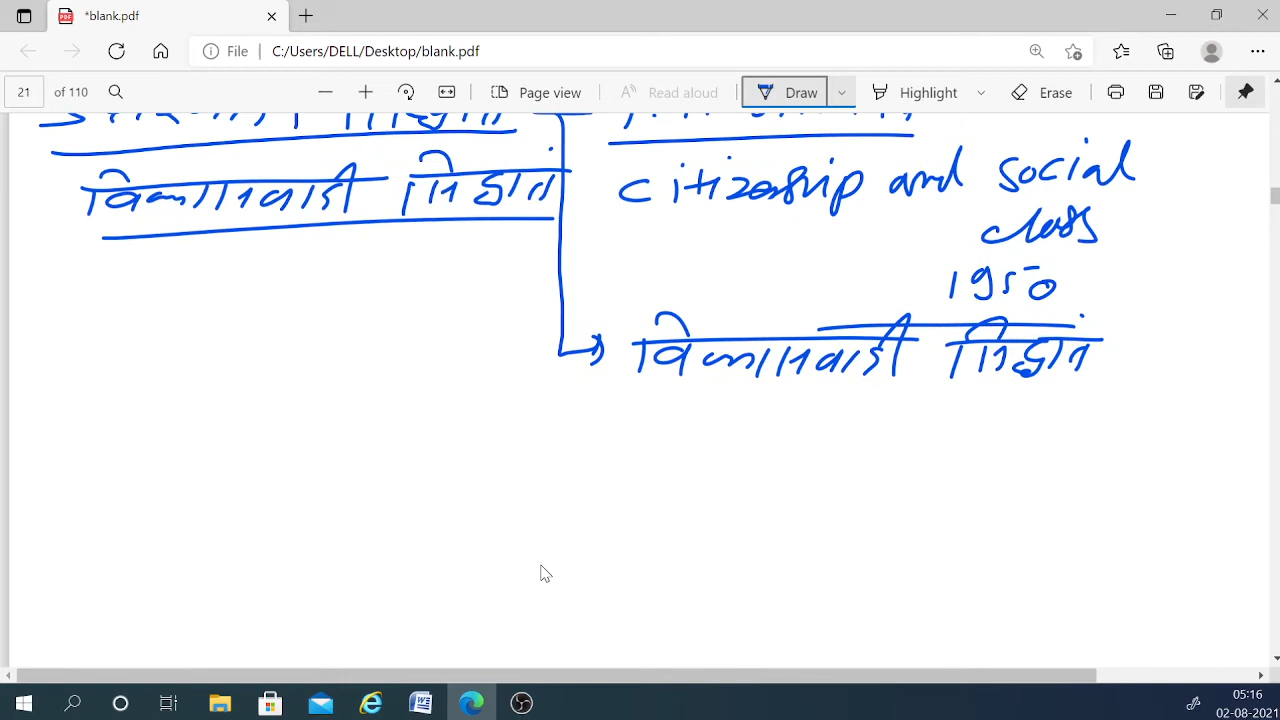 *blank.pdf
File C:/Users/DELL/Desktop/blank.pdf
21 of 110 Page view Read aloud Draw Highlight Erase
विकासवादी सिद्धांत
citizenship and social
class
1950
विकासवादी सिद्धांत
05:16
02-08-2021